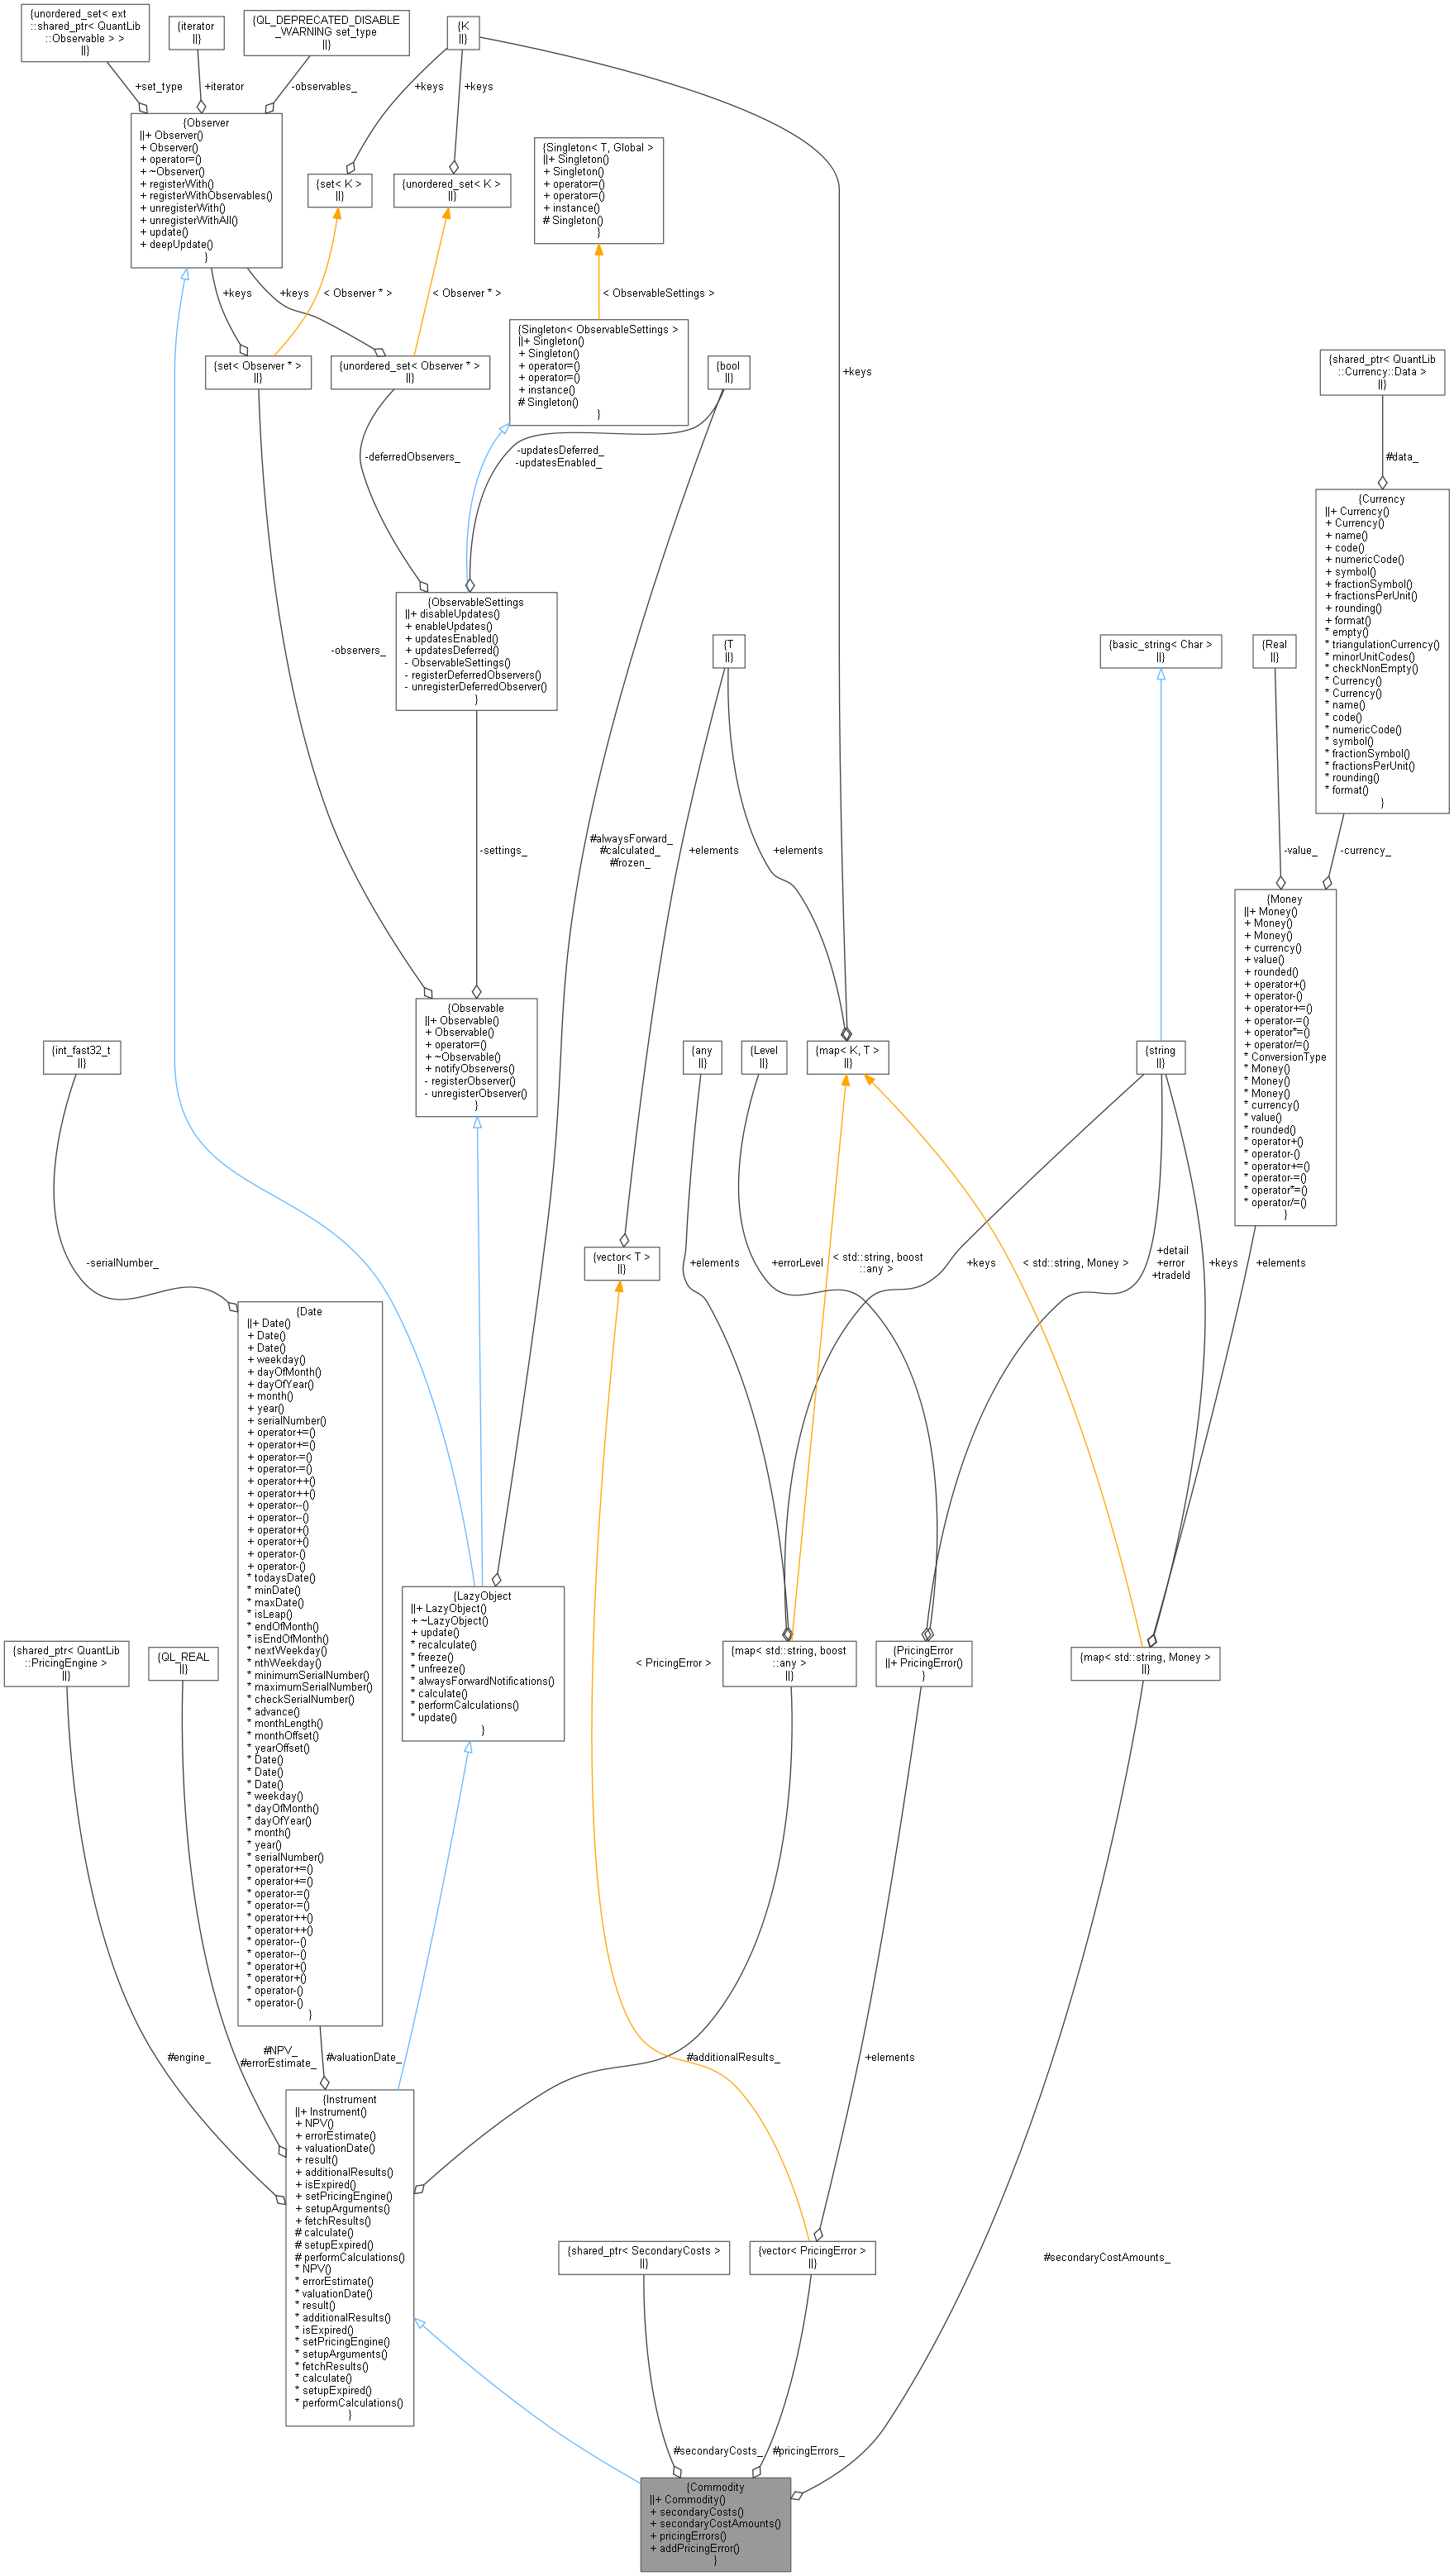 {unordered_set< ext
::shared_ptr< QuantLib
::Observable > >
||}
{iterator
||}
{QL_DEPRECATED_DISABLE
_WARNING set_type
||}
{K
||}
+set_type
+iterator
-observables_
+keys
+keys
{Observer
||+ Observer()
+ Observer()
+ operator=()
+ ~Observer()
+ registerWith()
+ registerWithObservables()
+ unregisterWith()
+ unregisterWithAll()
+ update()
+ deepUpdate()
}
{set< K >
||}
{unordered_set< K >
||}
{Singleton< T, Global >
||+ Singleton()
+ Singleton()
+ operator=()
+ operator=()
+ instance()
# Singleton()
}
+keys
+keys
< Observer * >
< Observer * >
< ObservableSettings >
{set< Observer * >
||}
{unordered_set< Observer * >
||}
{Singleton< ObservableSettings >
||+ Singleton()
+ Singleton()
+ operator=()
+ operator=()
+ instance()
# Singleton()
}
{bool
||}
+keys
{shared_ptr< QuantLib
::Currency::Data >
||}
-deferredObservers_
-updatesDeferred_
-updatesEnabled_
#data_
{Currency
||+ Currency()
+ Currency()
+ name()
+ code()
+ numericCode()
+ symbol()
+ fractionSymbol()
+ fractionsPerUnit()
+ rounding()
+ format()
* empty()
* triangulationCurrency()
* minorUnitCodes()
* checkNonEmpty()
* Currency()
* Currency()
* name()
* code()
* numericCode()
* symbol()
* fractionSymbol()
* fractionsPerUnit()
* rounding()
* format()
}
-observers_
{ObservableSettings
||+ disableUpdates()
+ enableUpdates()
+ updatesEnabled()
+ updatesDeferred()
- ObservableSettings()
- registerDeferredObservers()
- unregisterDeferredObserver()
}
{T
||}
{basic_string< Char >
||}
{Real
||}
-settings_
#alwaysForward_
#calculated_
#frozen_
+elements
+elements
-value_
-currency_
{Money
||+ Money()
+ Money()
+ Money()
+ currency()
+ value()
+ rounded()
+ operator+()
+ operator-()
+ operator+=()
+ operator-=()
+ operator*=()
+ operator/=()
* ConversionType
* Money()
* Money()
* Money()
* currency()
* value()
* rounded()
* operator+()
* operator-()
* operator+=()
* operator-=()
* operator*=()
* operator/=()
}
{Observable
||+ Observable()
+ Observable()
+ operator=()
+ ~Observable()
+ notifyObservers()
- registerObserver()
- unregisterObserver()
}
{int_fast32_t
||}
{any
||}
{Level
||}
{map< K, T >
||}
{string
||}
-serialNumber_
{vector< T >
||}
+elements
+errorLevel
< std::string, boost
::any >
+keys
< std::string, Money >
+detail
+error
+tradeId
+keys
+elements
{Date
||+ Date()
+ Date()
+ Date()
+ weekday()
+ dayOfMonth()
+ dayOfYear()
+ month()
+ year()
+ serialNumber()
+ operator+=()
+ operator+=()
+ operator-=()
+ operator-=()
+ operator++()
+ operator++()
+ operator--()
+ operator--()
+ operator+()
+ operator+()
+ operator-()
+ operator-()
* todaysDate()
* minDate()
* maxDate()
* isLeap()
* endOfMonth()
* isEndOfMonth()
* nextWeekday()
* nthWeekday()
* minimumSerialNumber()
* maximumSerialNumber()
* checkSerialNumber()
* advance()
* monthLength()
* monthOffset()
* yearOffset()
* Date()
* Date()
* Date()
* weekday()
* dayOfMonth()
* dayOfYear()
* month()
* year()
* serialNumber()
* operator+=()
* operator+=()
* operator-=()
* operator-=()
* operator++()
* operator++()
* operator--()
* operator--()
* operator+()
* operator+()
* operator-()
* operator-()
}
{LazyObject
||+ LazyObject()
+ ~LazyObject()
+ update()
* recalculate()
* freeze()
* unfreeze()
* alwaysForwardNotifications()
* calculate()
* performCalculations()
* update()
}
{shared_ptr< QuantLib
::PricingEngine >
||}
{QL_REAL
||}
< PricingError >
{map< std::string, boost
::any >
||}
{PricingError
||+ PricingError()
}
{map< std::string, Money >
||}
#engine_
#NPV_
#errorEstimate_
#valuationDate_
#additionalResults_
+elements
{Instrument
||+ Instrument()
+ NPV()
+ errorEstimate()
+ valuationDate()
+ result()
+ additionalResults()
+ isExpired()
+ setPricingEngine()
+ setupArguments()
+ fetchResults()
# calculate()
# setupExpired()
# performCalculations()
* NPV()
* errorEstimate()
* valuationDate()
* result()
* additionalResults()
* isExpired()
* setPricingEngine()
* setupArguments()
* fetchResults()
* calculate()
* setupExpired()
* performCalculations()
}
{shared_ptr< SecondaryCosts >
||}
{vector< PricingError >
||}
#secondaryCostAmounts_
#secondaryCosts_
#pricingErrors_
{Commodity
||+ Commodity()
+ secondaryCosts()
+ secondaryCostAmounts()
+ pricingErrors()
+ addPricingError()
}